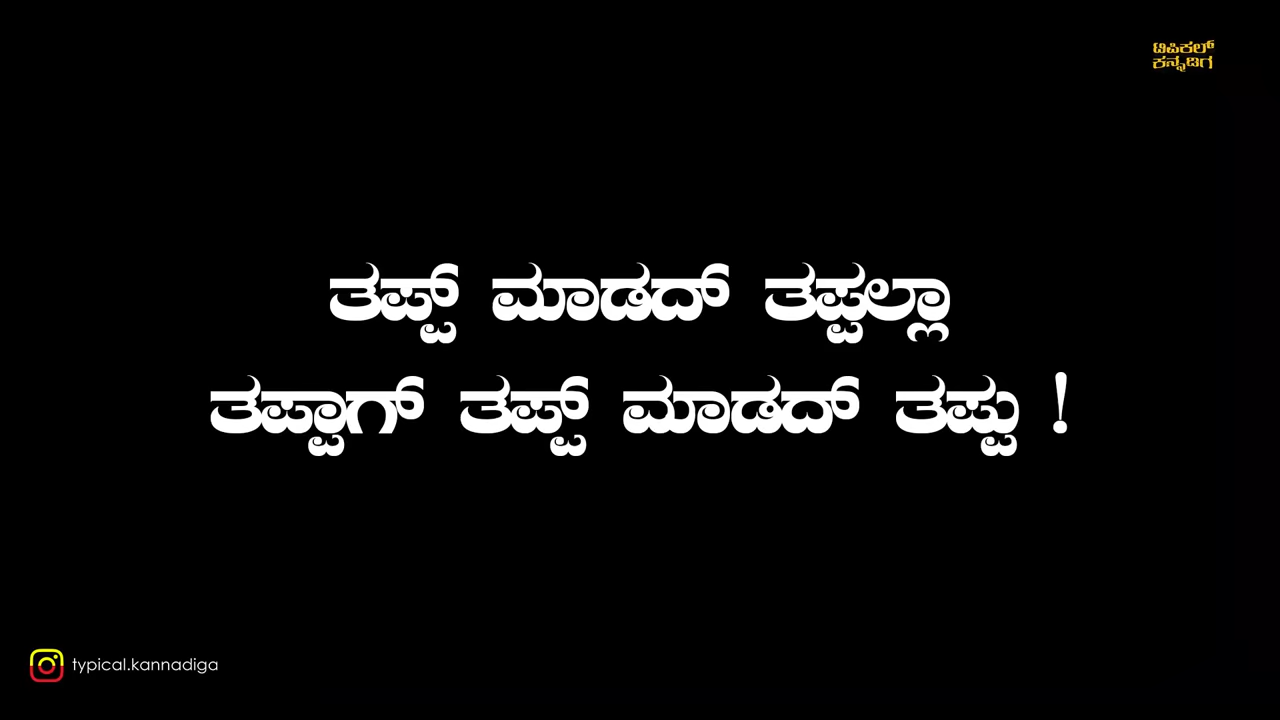 ಟಿಪಿಕಲ್
ಕನ್ನಡಿಗ
ತಪ್ಪ್ ಮಾಡದ್ ತಪ್ಪಲ್ಲಾ
ತಪ್ಪಾಗ್ ತಪ್ಪ್ ಮಾಡದ್ ತಪ್ಪು !
typical.kannadiga